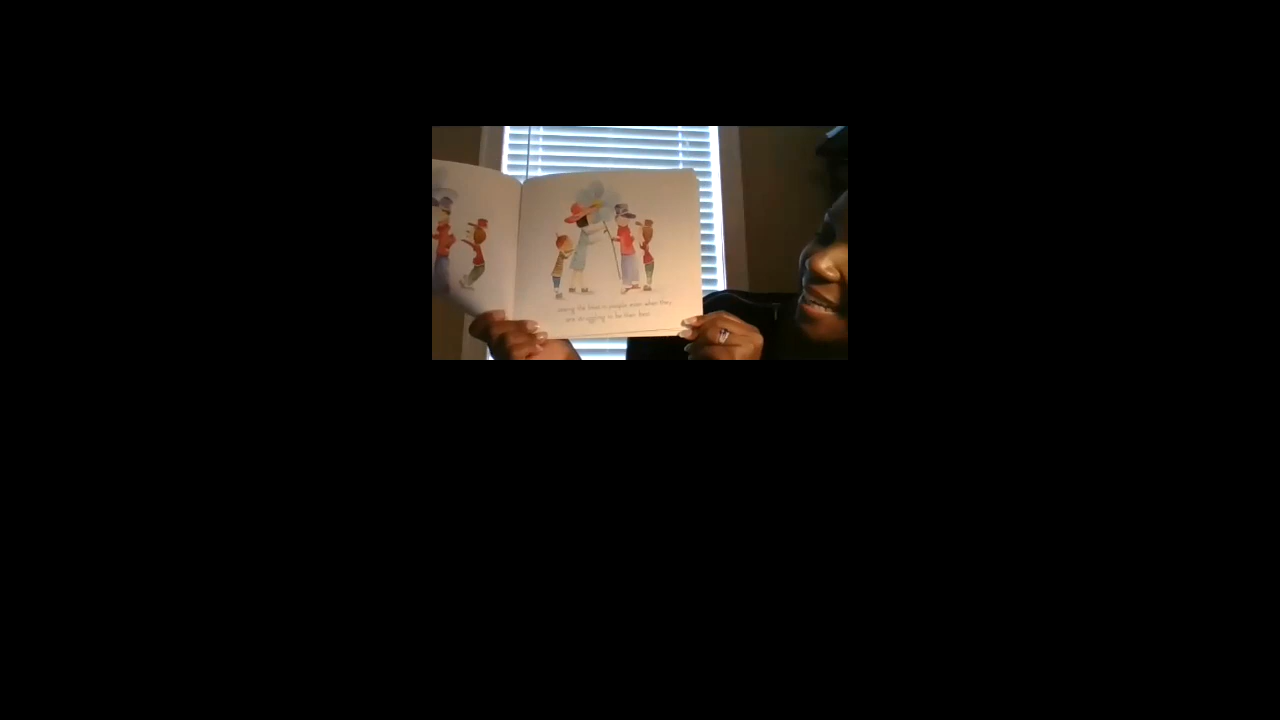 seeing the best in people even when they
are struggling to be their best